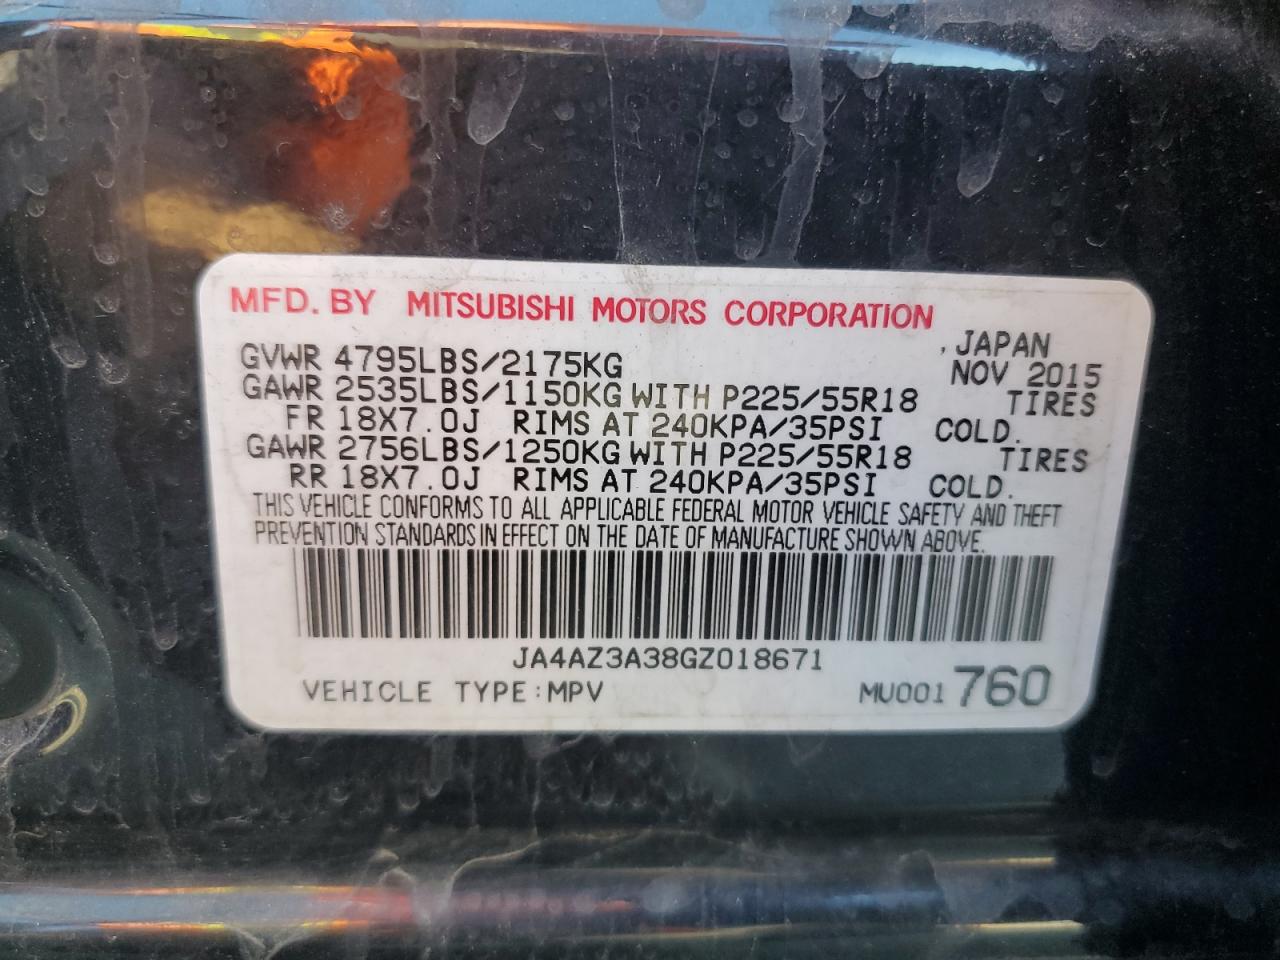 MFD. BY MITSUBISHI MOTORS CORPORATION
, JAPAN
GVWR 4795LBS/2175KG NOV 2015
GAWR 2535LBS/1150KG WITH P225/55R18 TIRES
FR 18X7.0J RIMS AT 240KPA/35PSI COLD.
GAWR 2756LBS/1250KG WITH P225/55R18 TIRES
RR 18X7.0J RIMS AT 240KPA/35PSI COLD.
THIS VEHICLE CONFORMS TO ALL APPLICABLE FEDERAL MOTOR VEHICLE SAFETY AND THEFT
PREVENTION STANDARDS IN EFFECT ON THE DATE OF MANUFACTURE SHOWN ABOVE.
JA4AZ3A38GZ018671
VEHICLE TYPE:MPV MU001 760